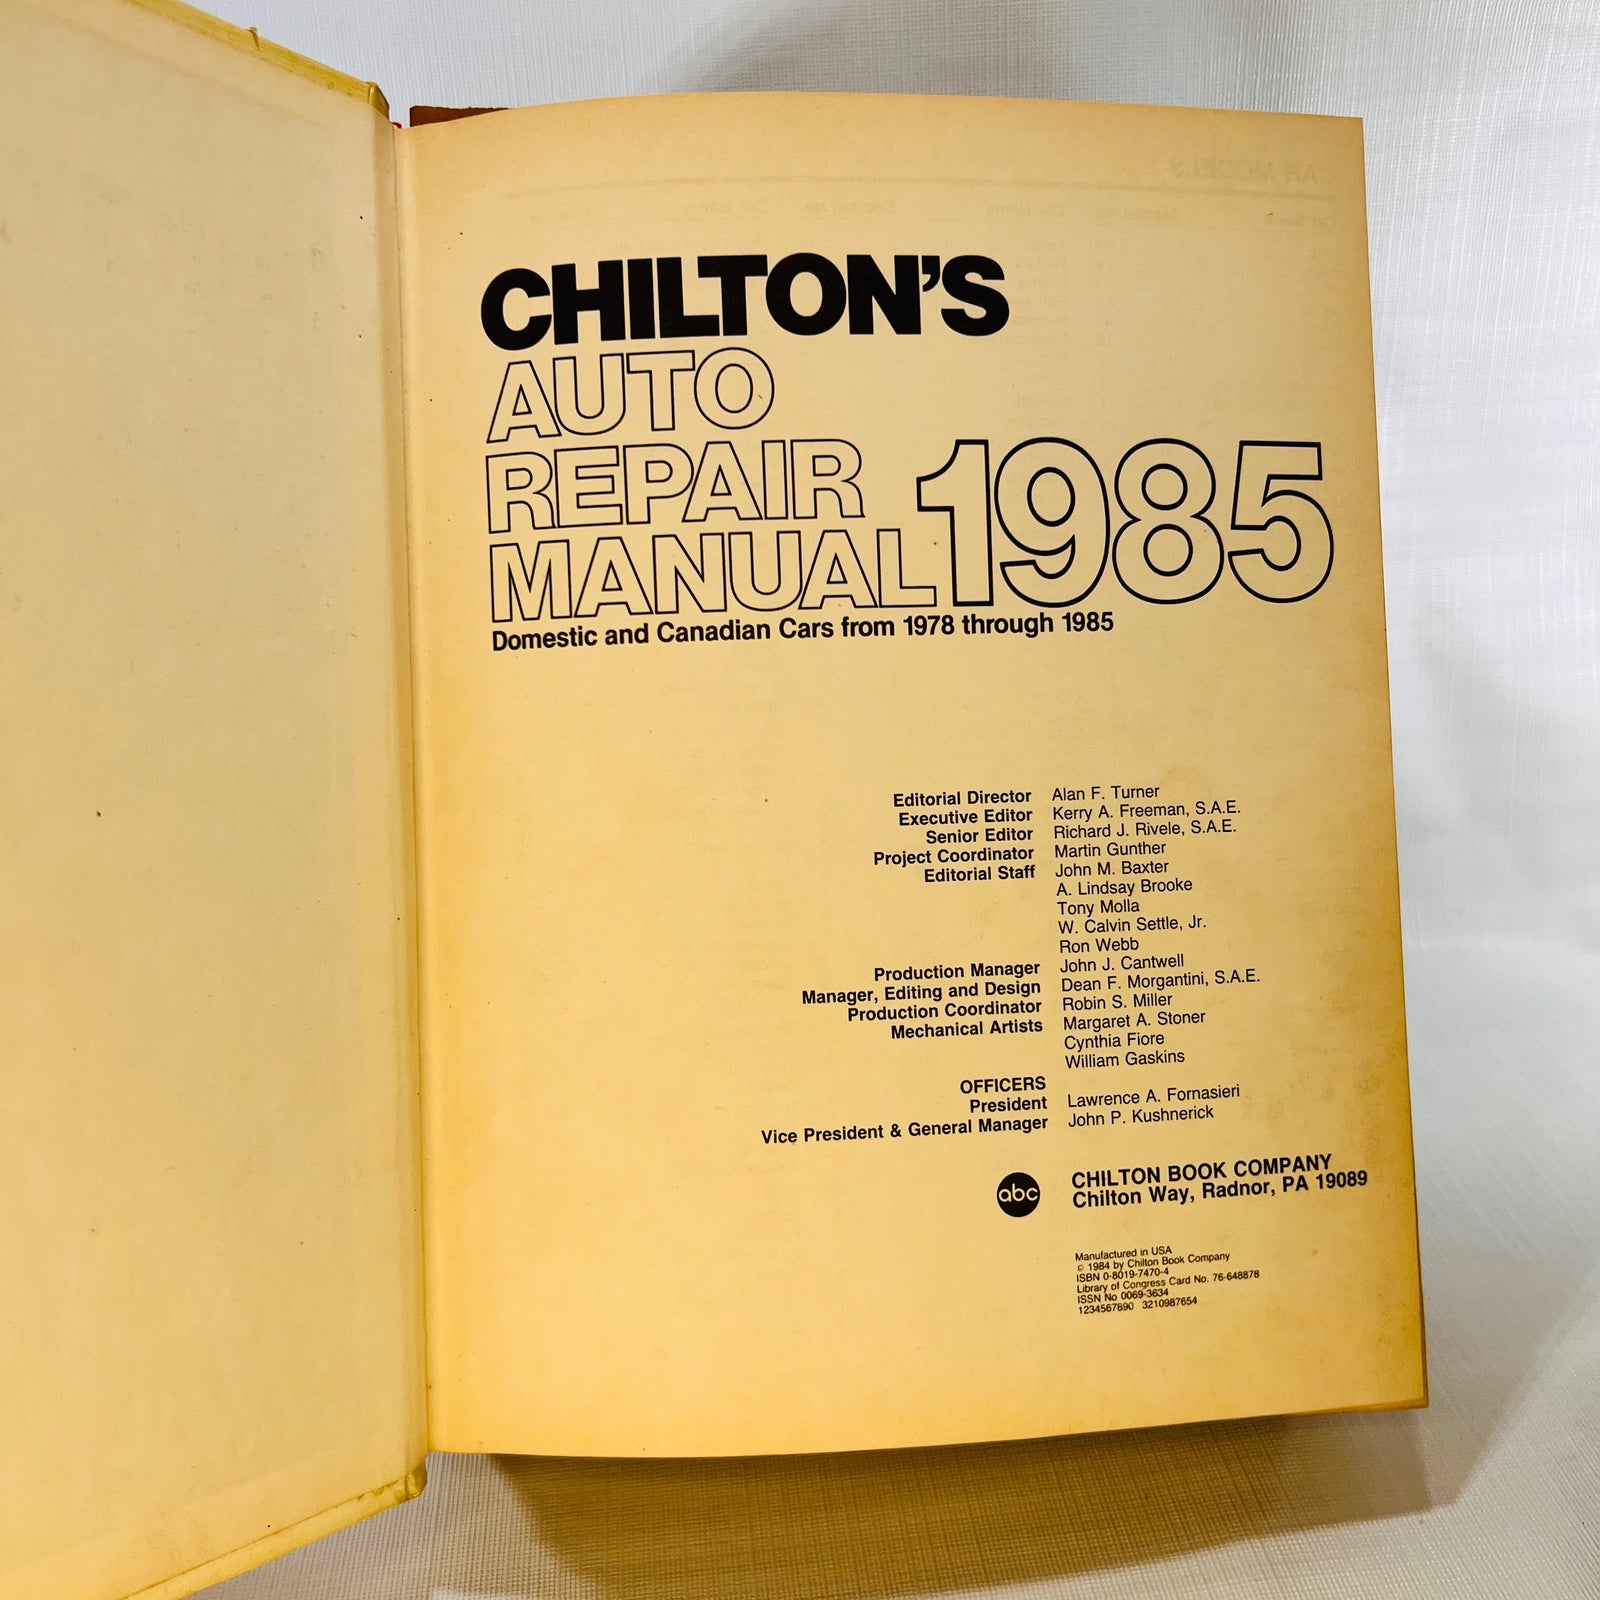 CHILTON'S
AUTO
REPAIR
MANUAL 1985
Domestic and Canadian Cars from 1978 through 1985
Editorial Director Alan F. Turner
Executive Editor Kerry A. Freeman, S.A.E.
Senior Editor Richard J. Rivele, S.A.E.
Project Coordinator Martin Gunther
Editorial Staff John M. Baxter
A. Lindsay Brooke
Tony Molla
W. Calvin Settle, Jr.
Ron Webb
Production Manager John J. Cantwell
Manager, Editing and Design Dean F. Morgantini, S.A.E.
Production Coordinator Robin S. Miller
Mechanical Artists Margaret A. Stoner
Cynthia Fiore
William Gaskins
OFFICERS
President Lawrence A. Fornasieri
Vice President & General Manager John P. Kushnerick
abc
CHILTON BOOK COMPANY
Chilton Way, Radnor, PA 19089
Manufactured in USA
© 1984 by Chilton Book Company
ISBN 0-8019-7470-4
Library of Congress Card No. 76-648878
ISSN No 0069-3634
1234567890 3210987654